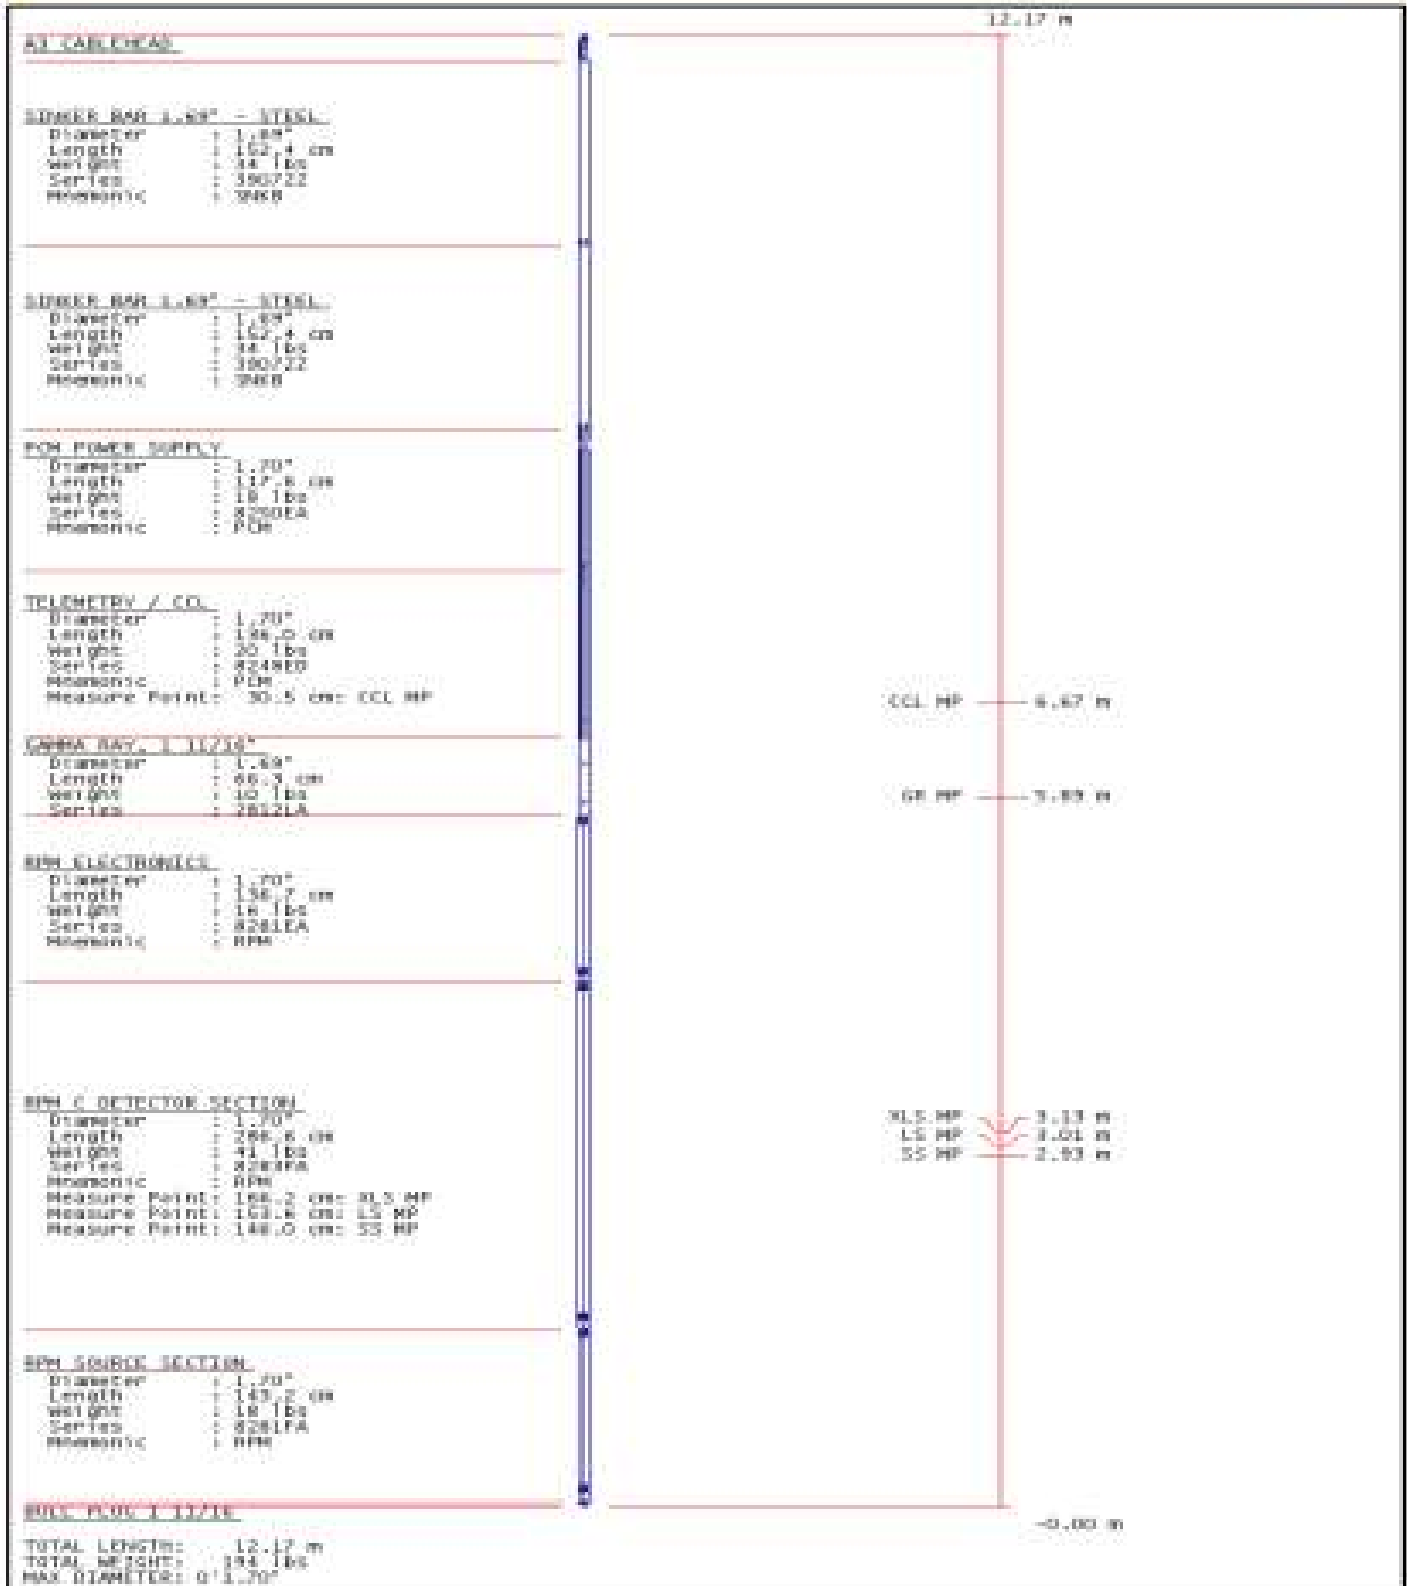 12.17 m
A3 CABLEHEAD
SINKER BAR 1.69" - STEEL
Diameter : 1.69"
Length : 152.4 cm
Weight : 34 lbs
Series : 390722
Mnemonic : SNKB
SINKER BAR 1.69" - STEEL
Diameter : 1.69"
Length : 152.4 cm
Weight : 34 lbs
Series : 390722
Mnemonic : SNKB
PCM POWER SUPPLY
Diameter : 1.70"
Length : 117.6 cm
Weight : 18 lbs
Series : 8250EA
Mnemonic : PCM
TELEMETRY / CCL
Diameter : 1.70"
Length : 136.0 cm
Weight : 20 lbs
Series :
Mnemonic : PCM
Measure Point: 30.5 cm: CCL MP
CCL MP 6.67 m
GAMMA RAY, 1 11/16"
Diameter : 1.69"
Length : 66.3 cm
Weight : 10 lbs
Series : 2812LA
GR MP 5.89 m
RPM ELECTRONICS
Diameter : 1.70"
Length : 136.7 cm
Weight : 16 lbs
Series : 8281EA
Mnemonic : RPM
RPM C DETECTOR SECTION
Diameter : 1.70"
Length : 286.6 cm
Weight : 41 lbs
Series :
Mnemonic : RPM
Measure Point: 166.2 cm: XLS MP
Measure Point: 153.6 cm: LS MP
Measure Point: 146.0 cm: SS MP
XLS MP 3.13 m
LS MP 3.01 m
SS MP 2.93 m
RPM SOURCE SECTION
Diameter : 1.70"
Length : 143.2 cm
Weight : 18 lbs
Series : 8281FA
Mnemonic : RPM
BULL PLUG 1 11/16
-0.00 m
TOTAL LENGTH: 12.17 m
TOTAL WEIGHT: 194 lbs
MAX DIAMETER: 0'1.70"